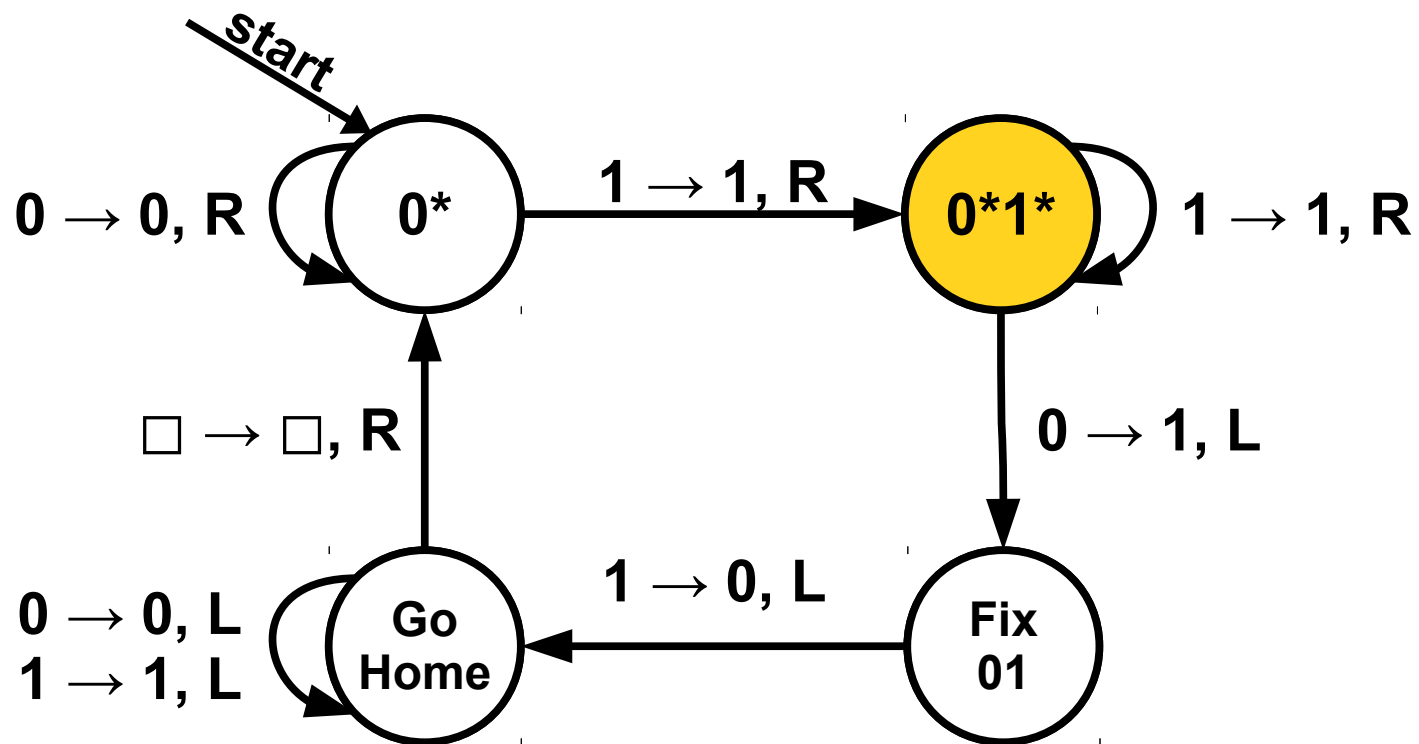 start
0 → 0, R
0*
1 → 1, R
0*1*
1 → 1, R
□ → □, R
0 → 1, L
0 → 0, L
1 → 1, L
Go
Home
1 → 0, L
Fix
01